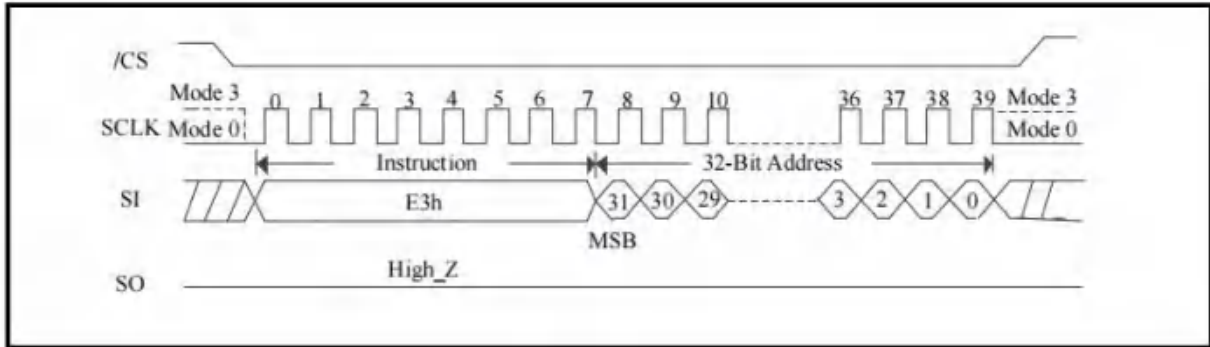 /CS
Mode 3 0 1 2 3 4 5 6 7 8 9 10 36 37 38 39 Mode 3
SCLK Mode 0 Mode 0
Instruction 32-Bit Address
SI E3h 31 30 29 3 2 1 0
MSB
High_Z
SO